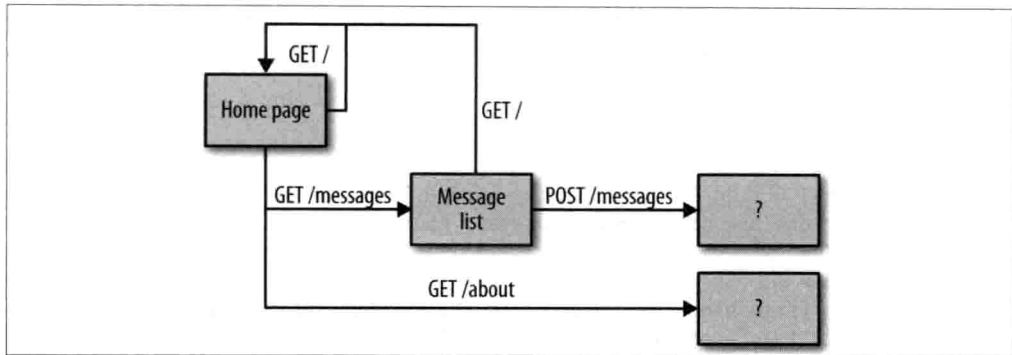 GET /
Home page
GET /
GET /messages
Message
list
POST /messages
?
GET /about
?